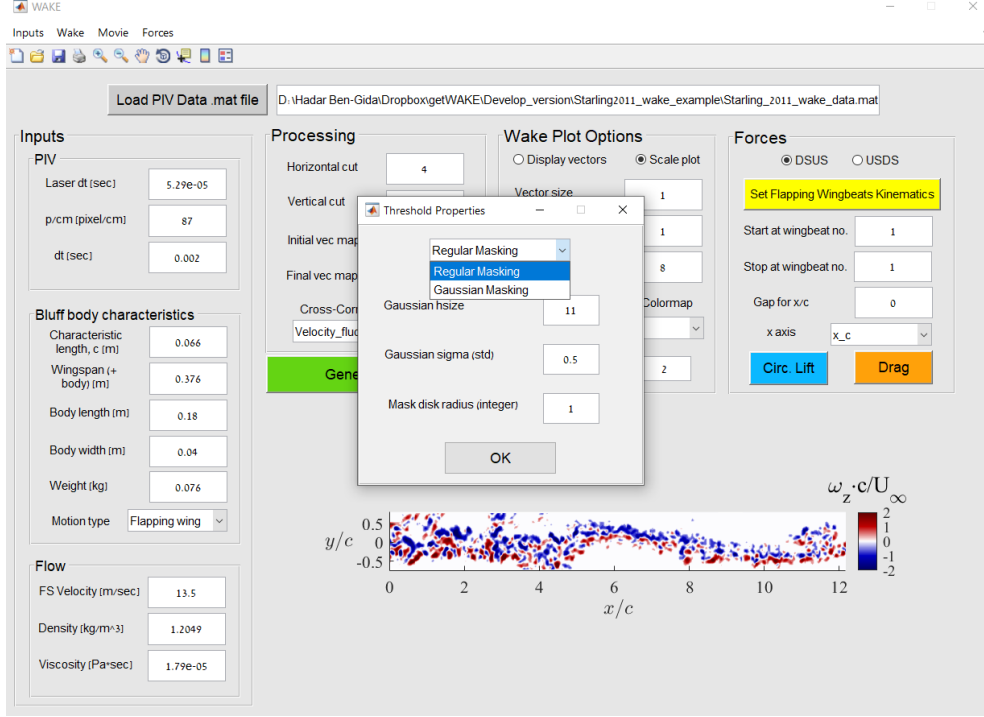 WAKE
Inputs Wake Movie Forces
Load PIV Data .mat file
D:\Hadar Ben-Gida\Dropbox\getWAKE\Develop_version\Starling2011_wake_example\Starling_2011_wake_data.mat
Inputs
PIV
Laser dt [sec] 5.29e-05
p/cm [pixel/cm] 87
dt [sec] 0.002
Bluff body characteristics
Characteristic
length, c [m] 0.066
Wingspan (+
body) [m] 0.376
Body length [m] 0.18
Body width [m] 0.04
Weight [kg] 0.076
Motion type Flapping wing
Flow
FS Velocity [m/sec] 13.5
Density [kg/m^3] 1.2049
Viscosity [Pa*sec] 1.79e-05
Processing
Horizontal cut 4
Vertical cut
Initial vec map
Final vec map
Cross-Corr
Velocity_fluc
Gene
Wake Plot Options
Display vectors Scale plot
Vector size 1
1
8
Colormap
2
Threshold Properties
Regular Masking
Regular Masking
Gaussian Masking
Gaussian hsize 11
Gaussian sigma (std) 0.5
Mask disk radius (integer) 1
OK
Forces
DSUS USDS
Set Flapping Wingbeats Kinematics
Start at wingbeat no. 1
Stop at wingbeat no. 1
Gap for x/c 0
x axis x_c
Circ. Lift Drag
ω_z·c/U_∞
2
1
0
-1
-2
y/c
0.5
0
-0.5
0 2 4 6 8 10 12
x/c